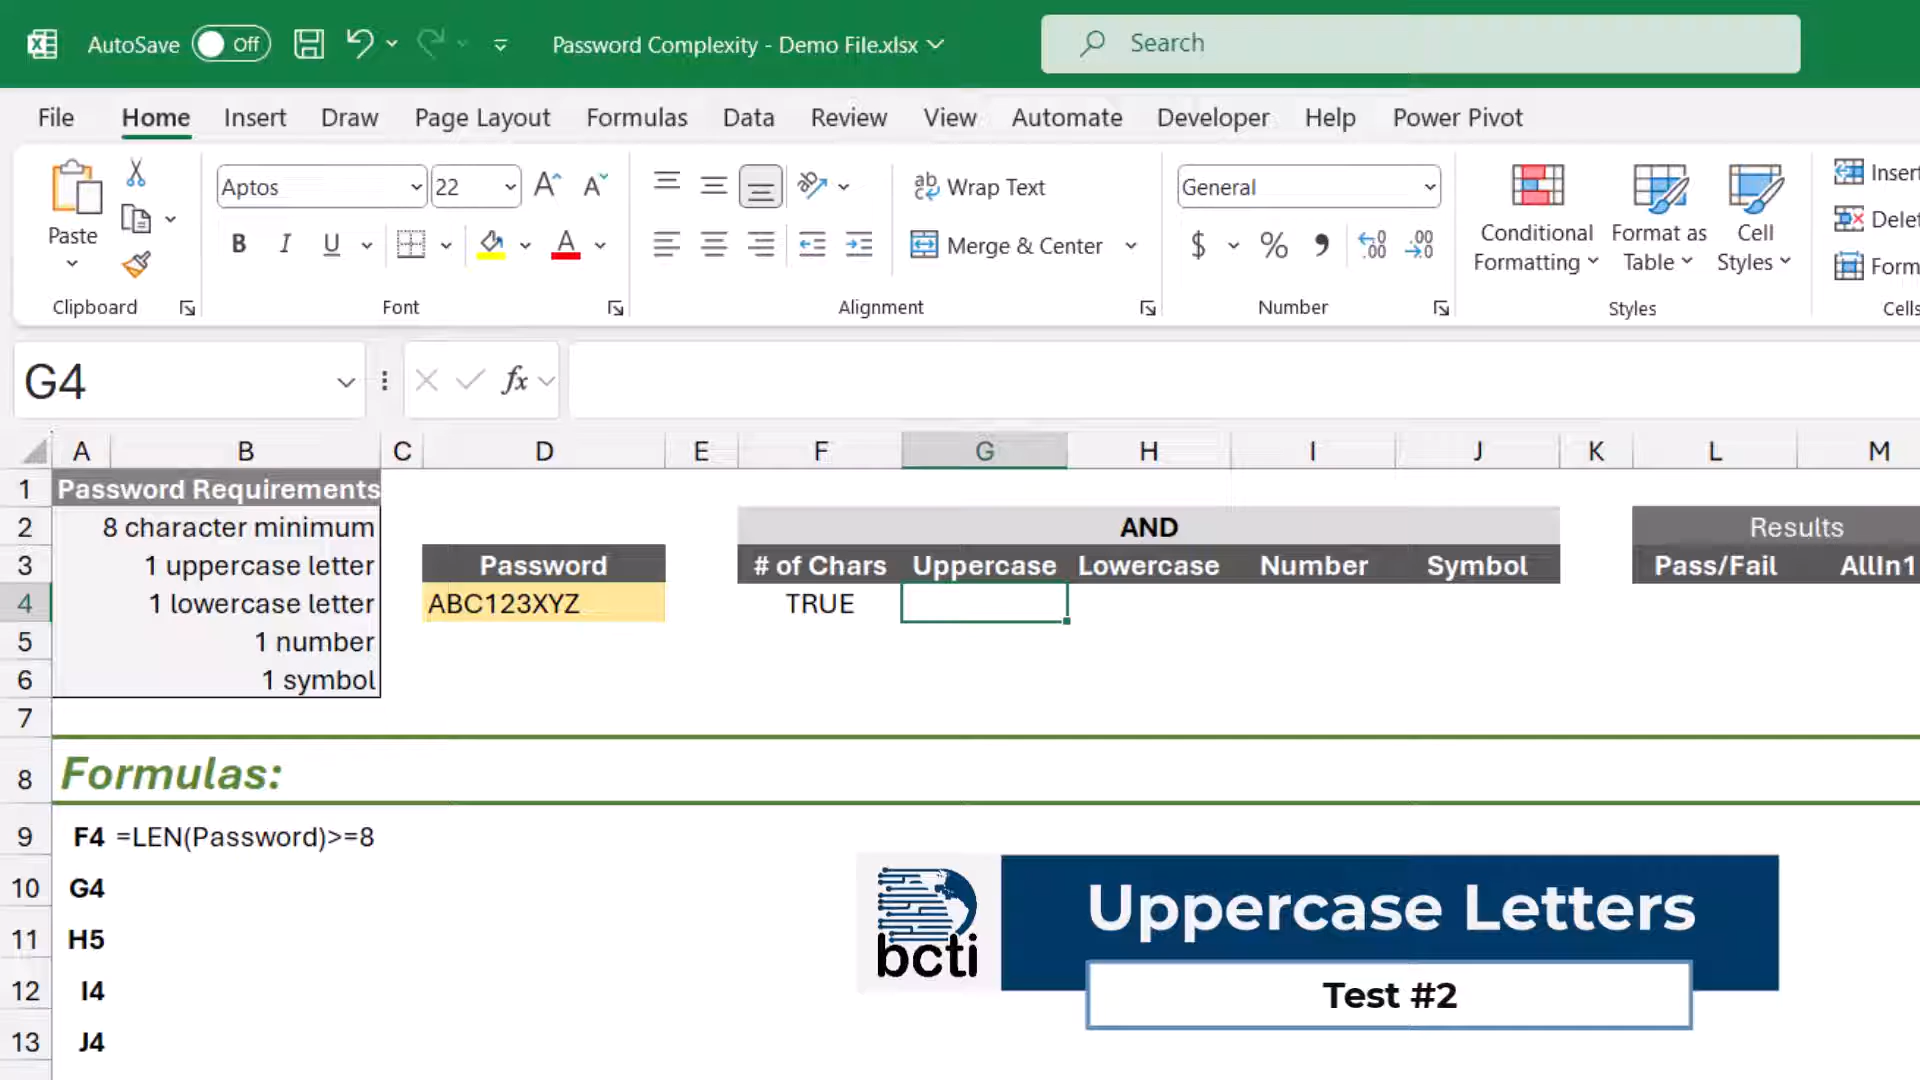 AutoSave Off Password Complexity - Demo File.xlsx Search
File Home Insert Draw Page Layout Formulas Data Review View Automate Developer Help Power Pivot
Aptos 22 Wrap Text General
Paste B I U A Merge & Center $ % Conditional Formatting Format as Table Cell Styles
Insert
Delet
Form
Clipboard Font Alignment Number Styles Cells
G4 fx
A B C D E F G H I J K L M
1 Password Requirements
2 8 character minimum AND Results
3 1 uppercase letter Password # of Chars Uppercase Lowercase Number Symbol Pass/Fail AllIn1
4 1 lowercase letter ABC123XYZ TRUE
5 1 number
6 1 symbol
7
8 Formulas:
9 F4 =LEN(Password)>=8
10 G4
11 H5
12 I4
13 J4
bcti
Uppercase Letters
Test #2